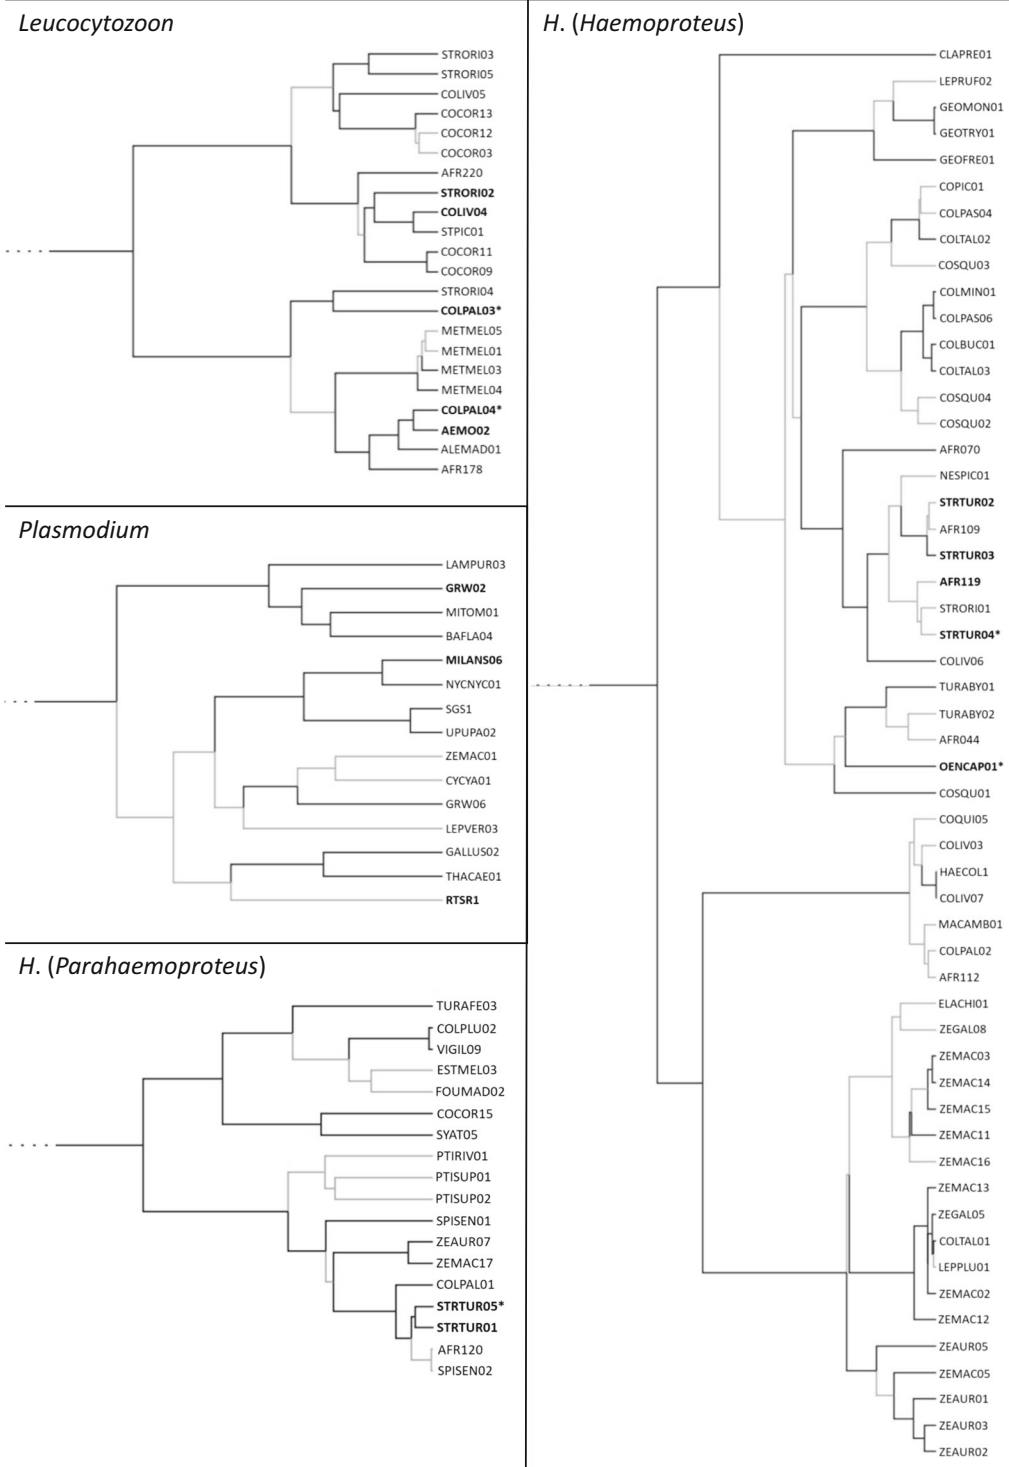 Leucocytozoon
STRORI03
STRORI05
COLIV05
COCOR13
COCOR12
COCOR03
AFR220
STRORI02
COLIV04
STPIC01
COCOR11
COCOR09
STRORI04
COLPAL03*
METMEL05
METMEL01
METMEL03
METMEL04
COLPAL04*
AEMO02
ALEMAD01
AFR178
Plasmodium
LAMPUR03
GRW02
MITOM01
BAFLA04
MILANS06
NYCNYC01
SGS1
UPUPA02
ZEMAC01
CYCYA01
GRW06
LEPVER03
GALLUS02
THACAE01
RTSR1
H. (Parahaemoproteus)
TURAFE03
COLPLU02
VIGIL09
ESTMEL03
FOUMAD02
COCOR15
SYAT05
PTIRIV01
PTISUP01
PTISUP02
SPISEN01
ZEAUR07
ZEMAC17
COLPAL01
STRTUR05*
STRTUR01
AFR120
SPISEN02
H. (Haemoproteus)
CLAPRE01
LEPRUF02
GEOMON01
GEOTRY01
GEOFRE01
COPIC01
COLPAS04
COLTAL02
COSQU03
COLMIN01
COLPAS06
COLBUC01
COLTAL03
COSQU04
COSQU02
AFR070
NESPIC01
STRTUR02
AFR109
STRTUR03
AFR119
STRORI01
STRTUR04*
COLIV06
TURABY01
TURABY02
AFR044
OENCAP01*
COSQU01
COQUI05
COLIV03
HAECOL1
COLIV07
MACAMB01
COLPAL02
AFR112
ELACHI01
ZEGAL08
ZEMAC03
ZEMAC14
ZEMAC15
ZEMAC11
ZEMAC16
ZEMAC13
ZEGAL05
COLTAL01
LEPPLU01
ZEMAC02
ZEMAC12
ZEAUR05
ZEMAC05
ZEAUR01
ZEAUR03
ZEAUR02